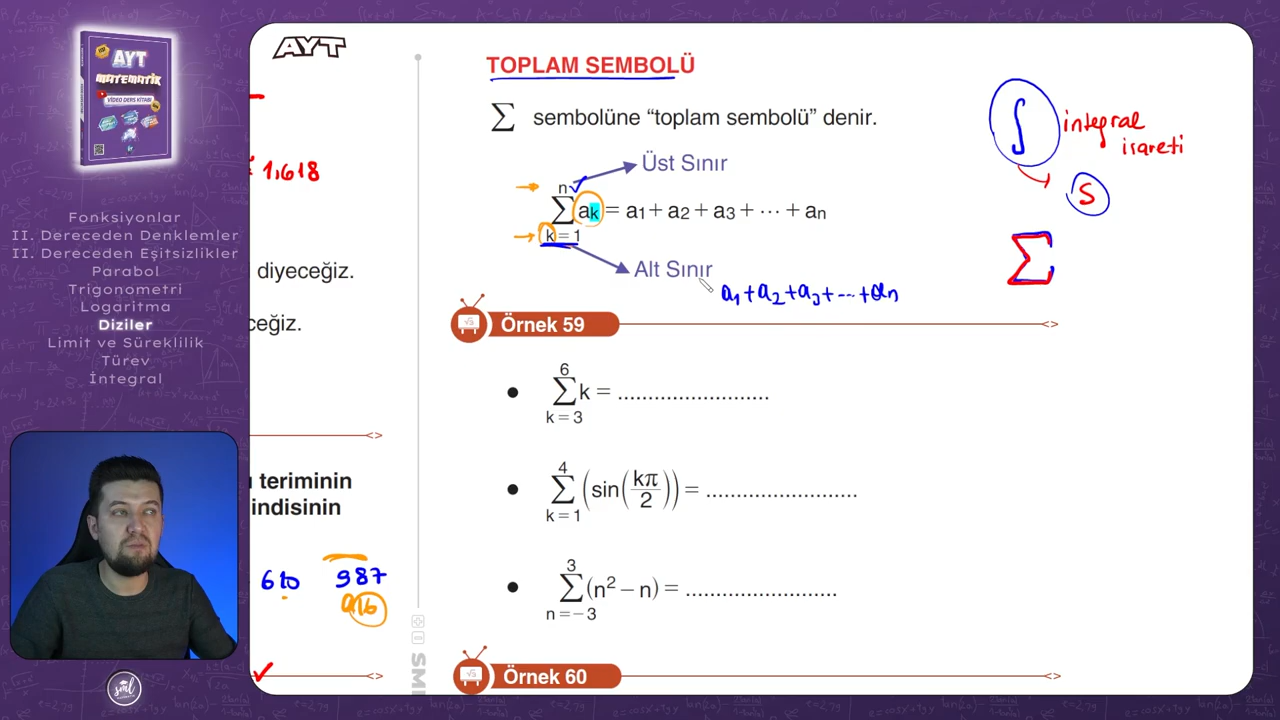 AYT
AYT
MATEMATİK
VİDEO DERS KİTABI
Fonksiyonlar
II. Dereceden Denklemler
II. Dereceden Eşitsizlikler
Parabol
Trigonometri
Logaritma
Diziler
Limit ve Süreklilik
Türev
İntegral
sml
1,618
diyeceğiz.
ceğiz.
ı teriminin
indisinin
610 987
a16
SMI
TOPLAM SEMBOLÜ
∑ sembolüne “toplam sembolü” denir.
Üst Sınır
n
∑ ak = a1 + a2 + a3 + ⋯ + an
k = 1
Alt Sınır
a1 + a2 + a3 + ... + an
∫ integral
işareti
S
∑
Örnek 59
6
• ∑ k = .........................
k = 3
4
• ∑ (sin(kπ/2)) = .........................
k = 1
3
• ∑ (n² – n) = .........................
n = – 3
Örnek 60